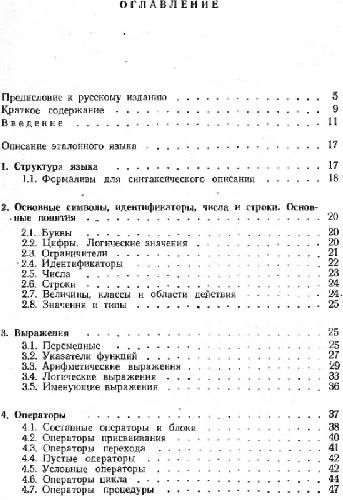 ОГЛАВЛЕНИЕ
Предисловие к русскому изданию . . . . . . . . . . . . . . 5
Краткое содержание . . . . . . . . . . . . . . 9
Введение . . . . . . . . . . . . . . 11
Описание эталонного языка . . . . . . . . . . . . . . 17
1. Структура языка . . . . . . . . . . . . . . 17
1.1. Формализм для синтаксического описания . . . . . . . . 18
2. Основные символы, идентификаторы, числа и строки. Основ-
ные понятия . . . . . . . . . . . . . . 20
2.1. Буквы . . . . . . . . . . . . . . 20
2.2. Цифры. Логические значения . . . . . . . . . . . . 20
2.3. Ограничители . . . . . . . . . . . . . . 21
2.4. Идентификаторы . . . . . . . . . . . . . . 22
2.5. Числа . . . . . . . . . . . . . . 23
2.6. Строки . . . . . . . . . . . . . . 24
2.7. Величины, классы и области действия . . . . . . . . 24
2.8. Значения и типы . . . . . . . . . . . . . . 25
3. Выражения . . . . . . . . . . . . . . 25
3.1. Переменные . . . . . . . . . . . . . . 25
3.2. Указатели функций . . . . . . . . . . . . . . 27
3.3. Арифметические выражения . . . . . . . . . . . . 29
3.4. Логические выражения . . . . . . . . . . . . 33
3.5. Именующие выражения . . . . . . . . . . . . 36
4. Операторы . . . . . . . . . . . . . . 37
4.1. Составные операторы и блоки . . . . . . . . . . . . 38
4.2. Операторы присваивания . . . . . . . . . . . . 40
4.3. Операторы перехода . . . . . . . . . . . . 41
4.4. Пустые операторы . . . . . . . . . . . . 42
4.5. Условные операторы . . . . . . . . . . . . 42
4.6. Операторы цикла . . . . . . . . . . . . 44
4.7. Операторы процедуры . . . . . . . . . . . . 47